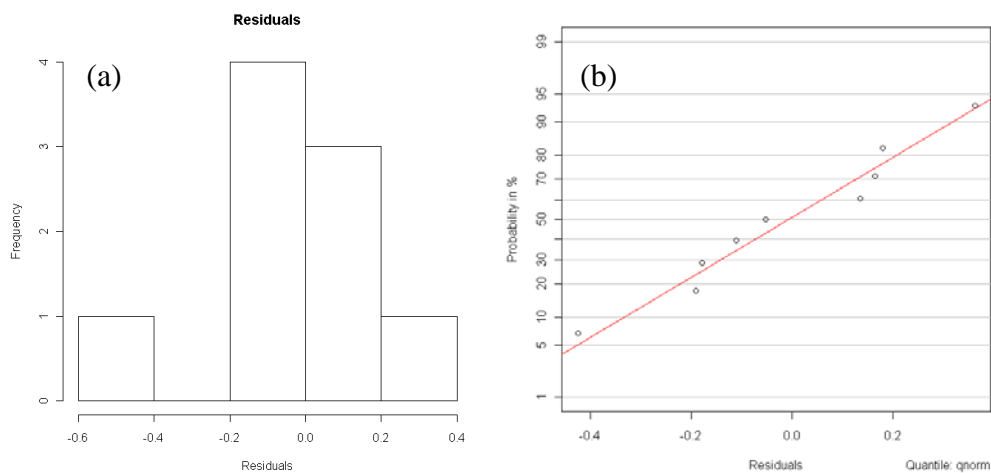 Residuals
(a)
Frequency
4
3
2
1
0
-0.6 -0.4 -0.2 0.0 0.2 0.4
Residuals
(b)
Probability in %
99
95
90
80
70
50
30
20
10
5
1
-0.4 -0.2 0.0 0.2
Residuals
Quantile: qnorm